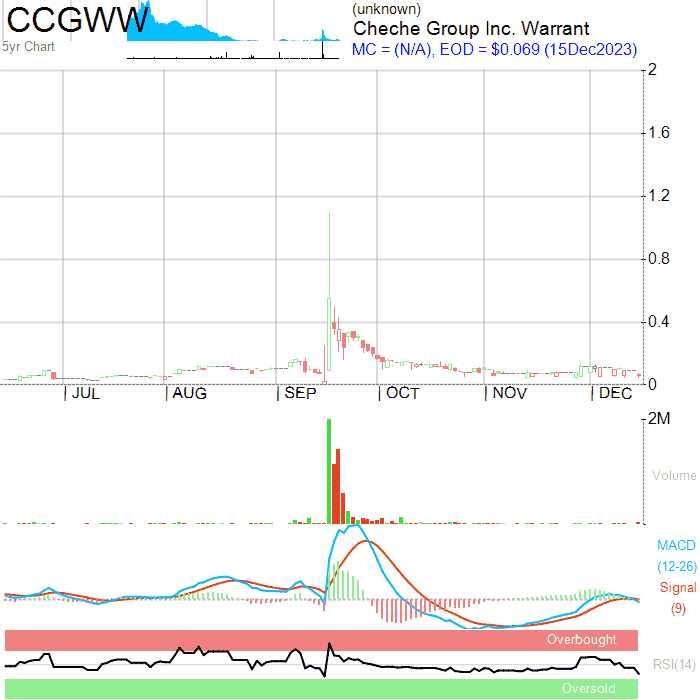 CCGWW
(unknown)
Cheche Group Inc. Warrant
5yr Chart
MC = (N/A), EOD = $0.069 (15Dec2023)
2
1.6
1.2
0.8
0.4
0
JUL AUG SEP OCT NOV DEC
2M
Volume
MACD
(12-26)
Signal
(9)
Overbought
RSI(14)
Oversold